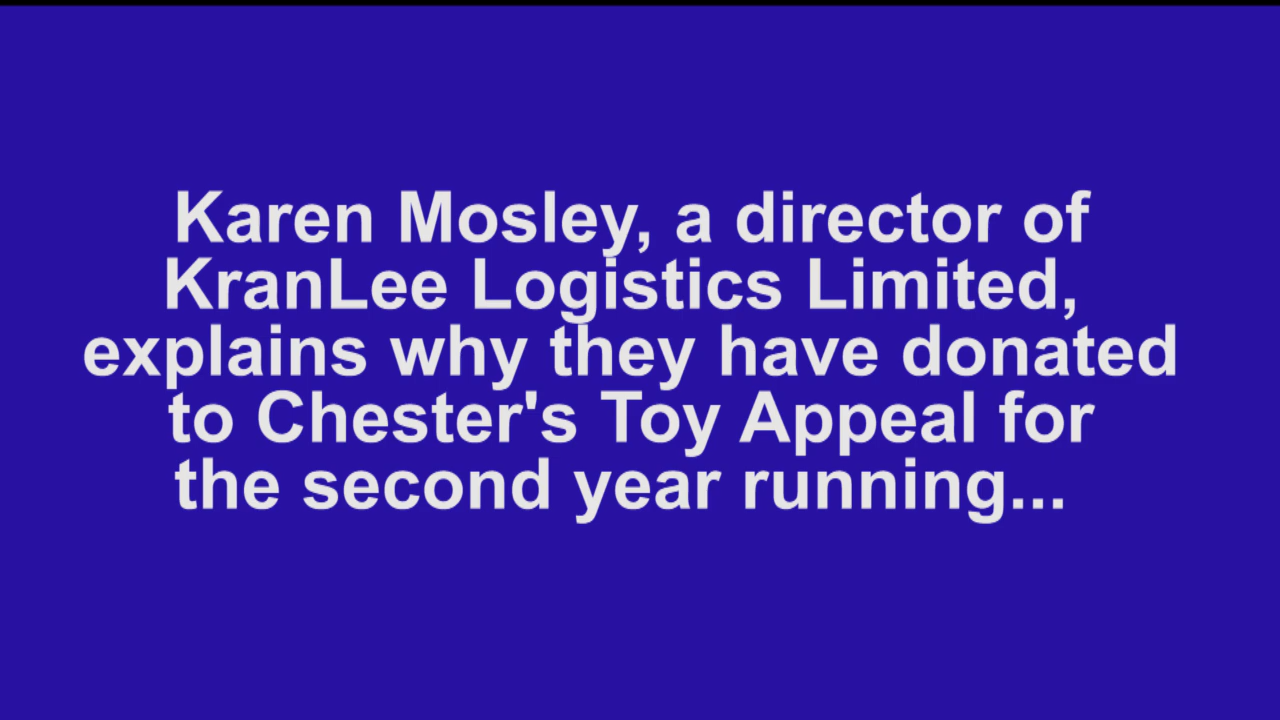 Karen Mosley, a director of
KranLee Logistics Limited,
explains why they have donated
to Chester's Toy Appeal for
the second year running...